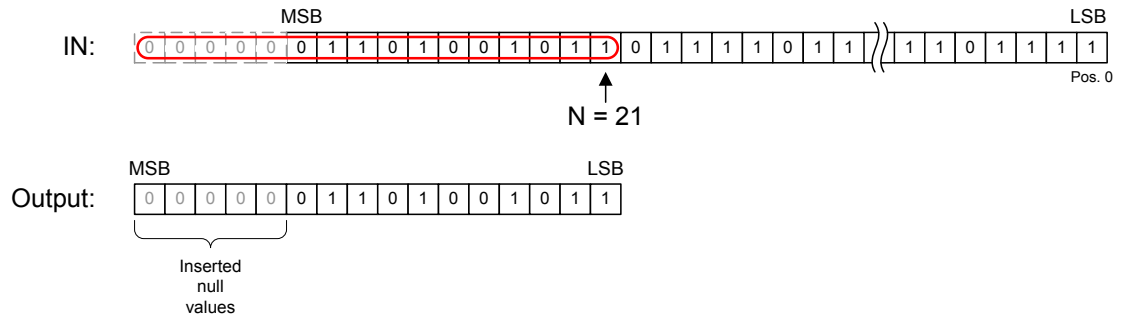 MSB LSB
IN: 0 0 0 0 0 0 1 1 0 1 0 0 1 0 1 1 0 1 1 1 1 0 1 1 1 1 0 1 1 1 1
Pos. 0
N = 21
MSB LSB
Output: 0 0 0 0 0 0 1 1 0 1 0 0 1 0 1 1
Inserted
null
values